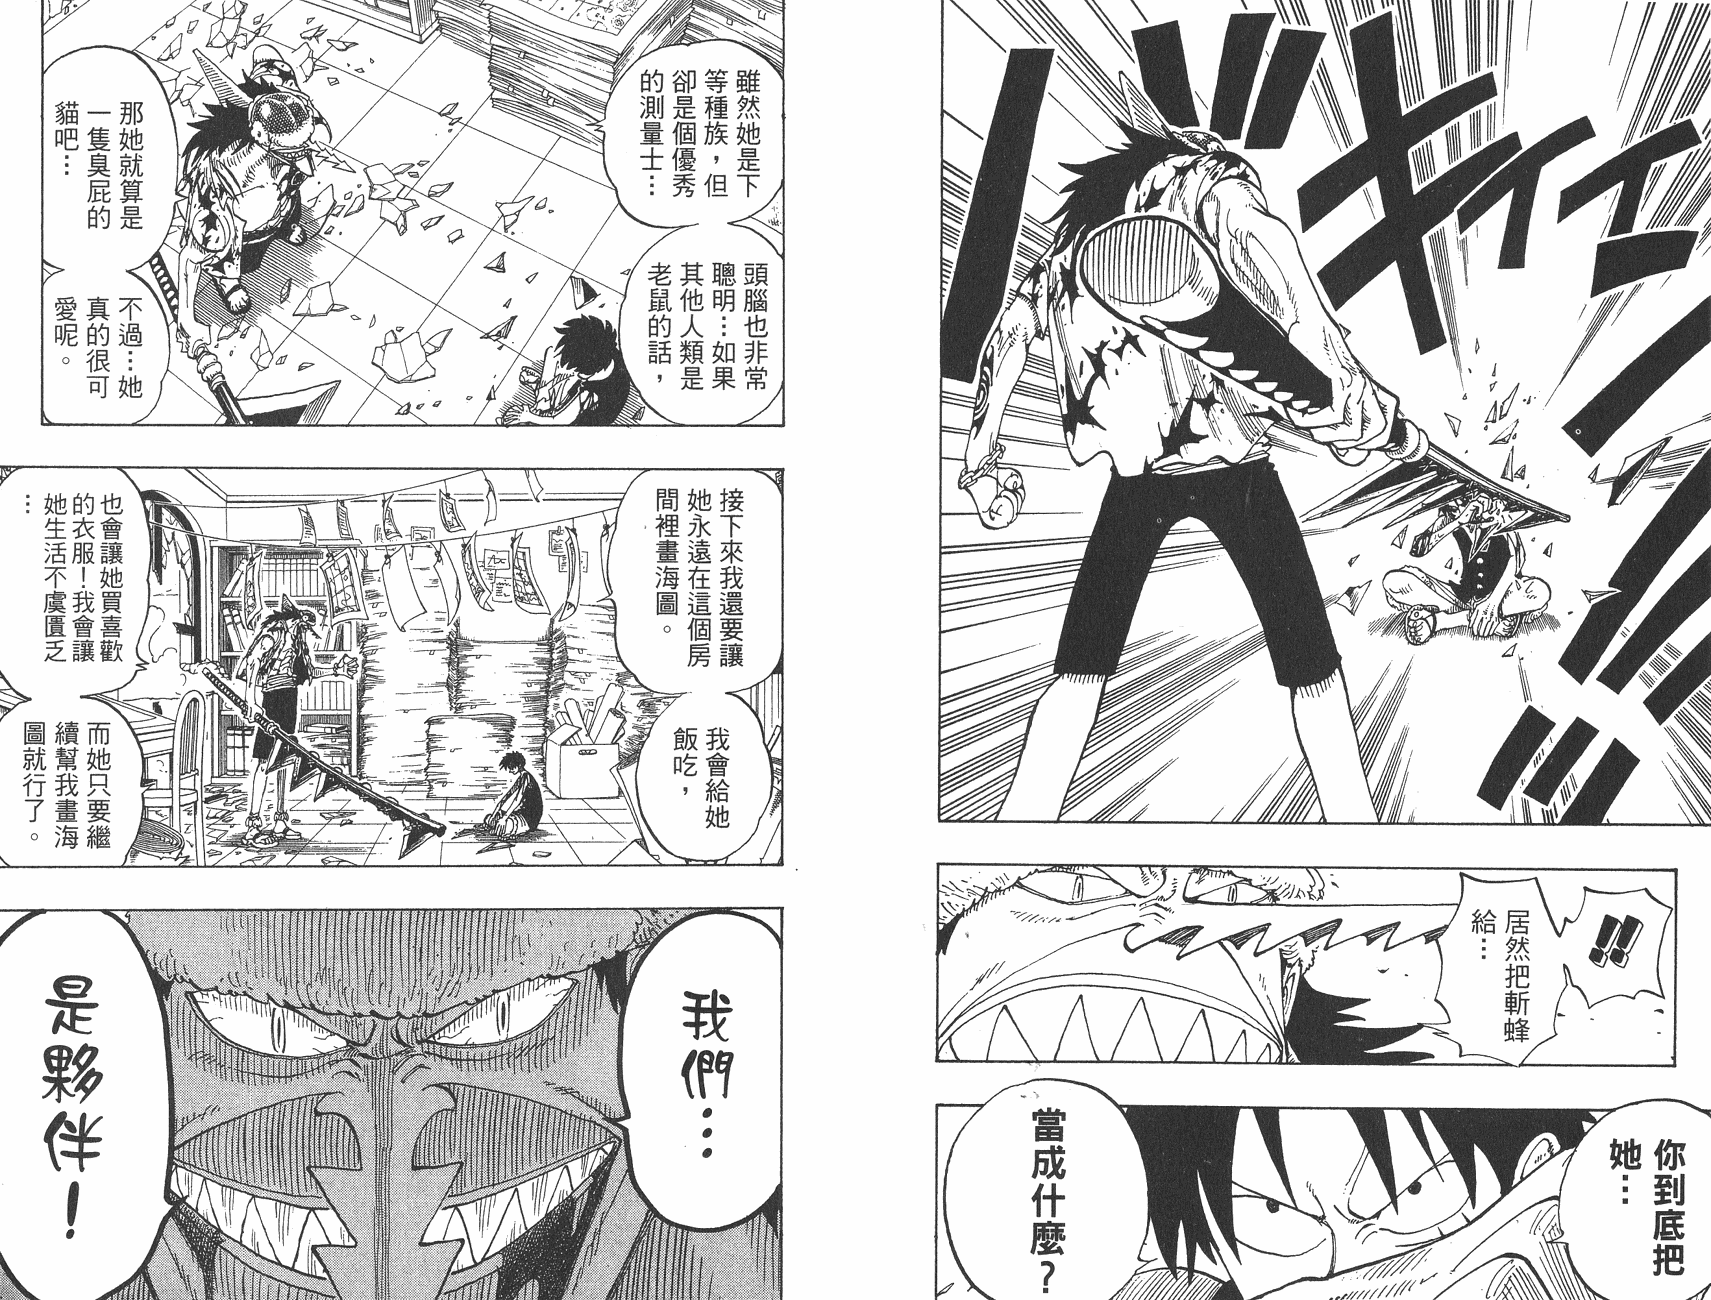 !!
居然把斬蜂
給…
你到底把
她…
當成什麼？
雖然她是下
等種族，但
卻是個優秀
的測量士…
頭腦也非常
聰明…如果
其他人類是
老鼠的話，
那她就算是
一隻臭屁的
貓吧…
不過…她
真的很可
愛呢。
接下來我還要讓
她永遠在這個房
間裡畫海圖。
我會給她
飯吃，
也會讓她買喜歡
的衣服！我會讓
她生活不虞匱乏
…
而她只要繼
續幫我畫海
圖就行了。
我們…
是夥伴！